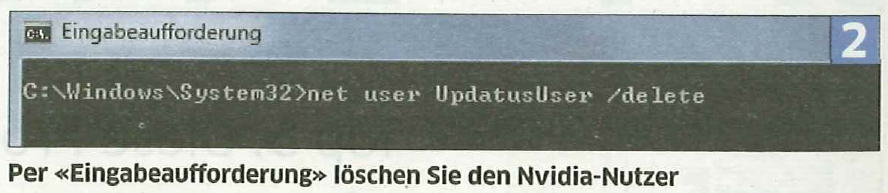 Eingabeaufforderung
2
C:\Windows\System32>net user UpdatusUser /delete
Per «Eingabeaufforderung» löschen Sie den Nvidia-Nutzer